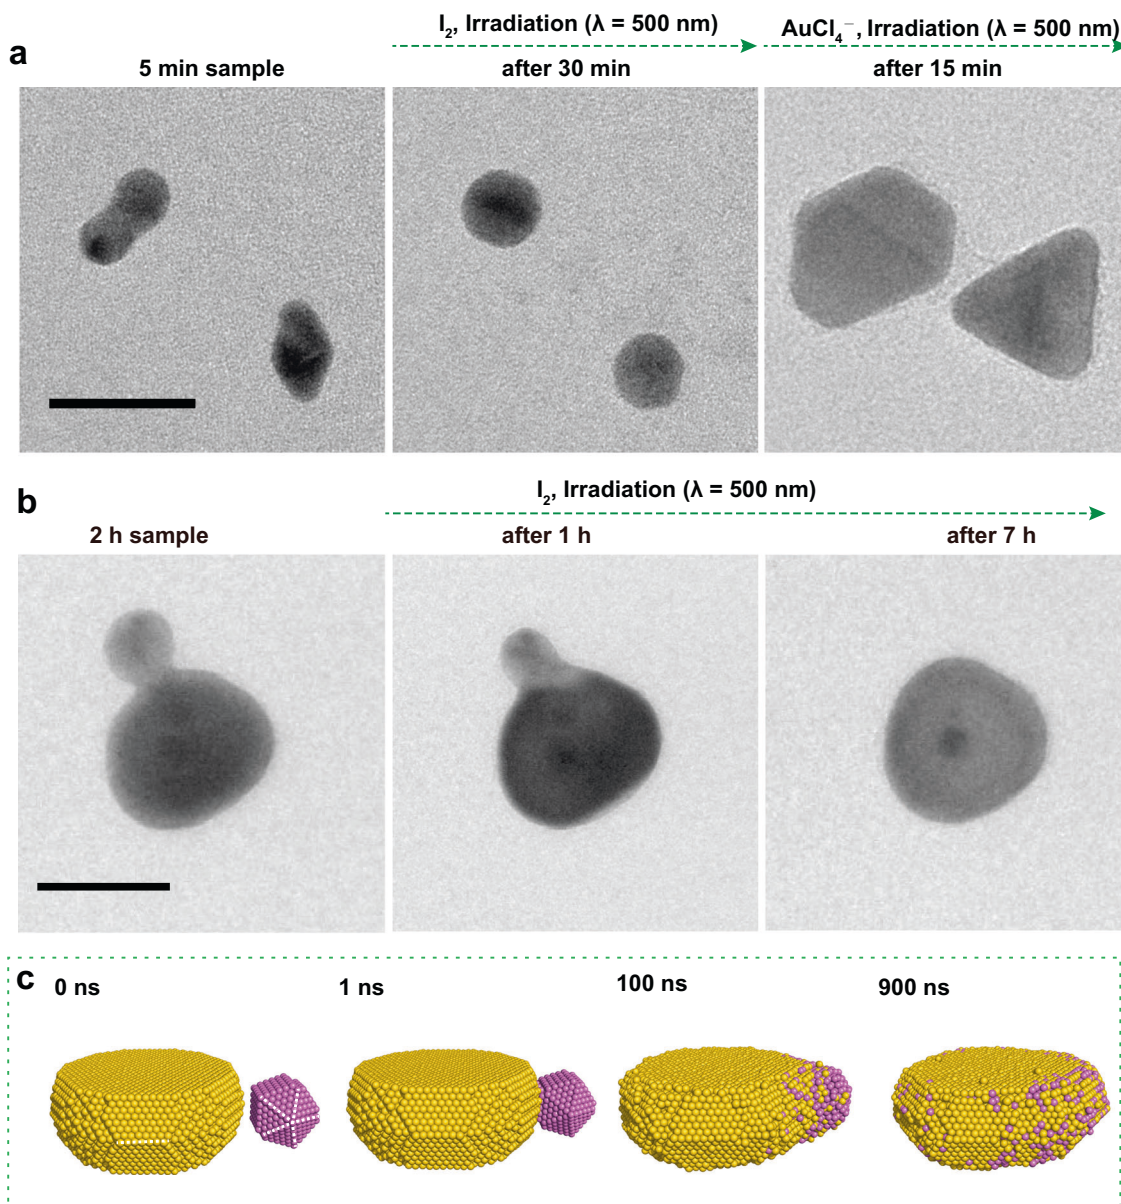 a
I₂, Irradiation (λ = 500 nm)
AuCl₄⁻, Irradiation (λ = 500 nm)
5 min sample
after 30 min
after 15 min
b
I₂, Irradiation (λ = 500 nm)
2 h sample
after 1 h
after 7 h
c
0 ns
1 ns
100 ns
900 ns